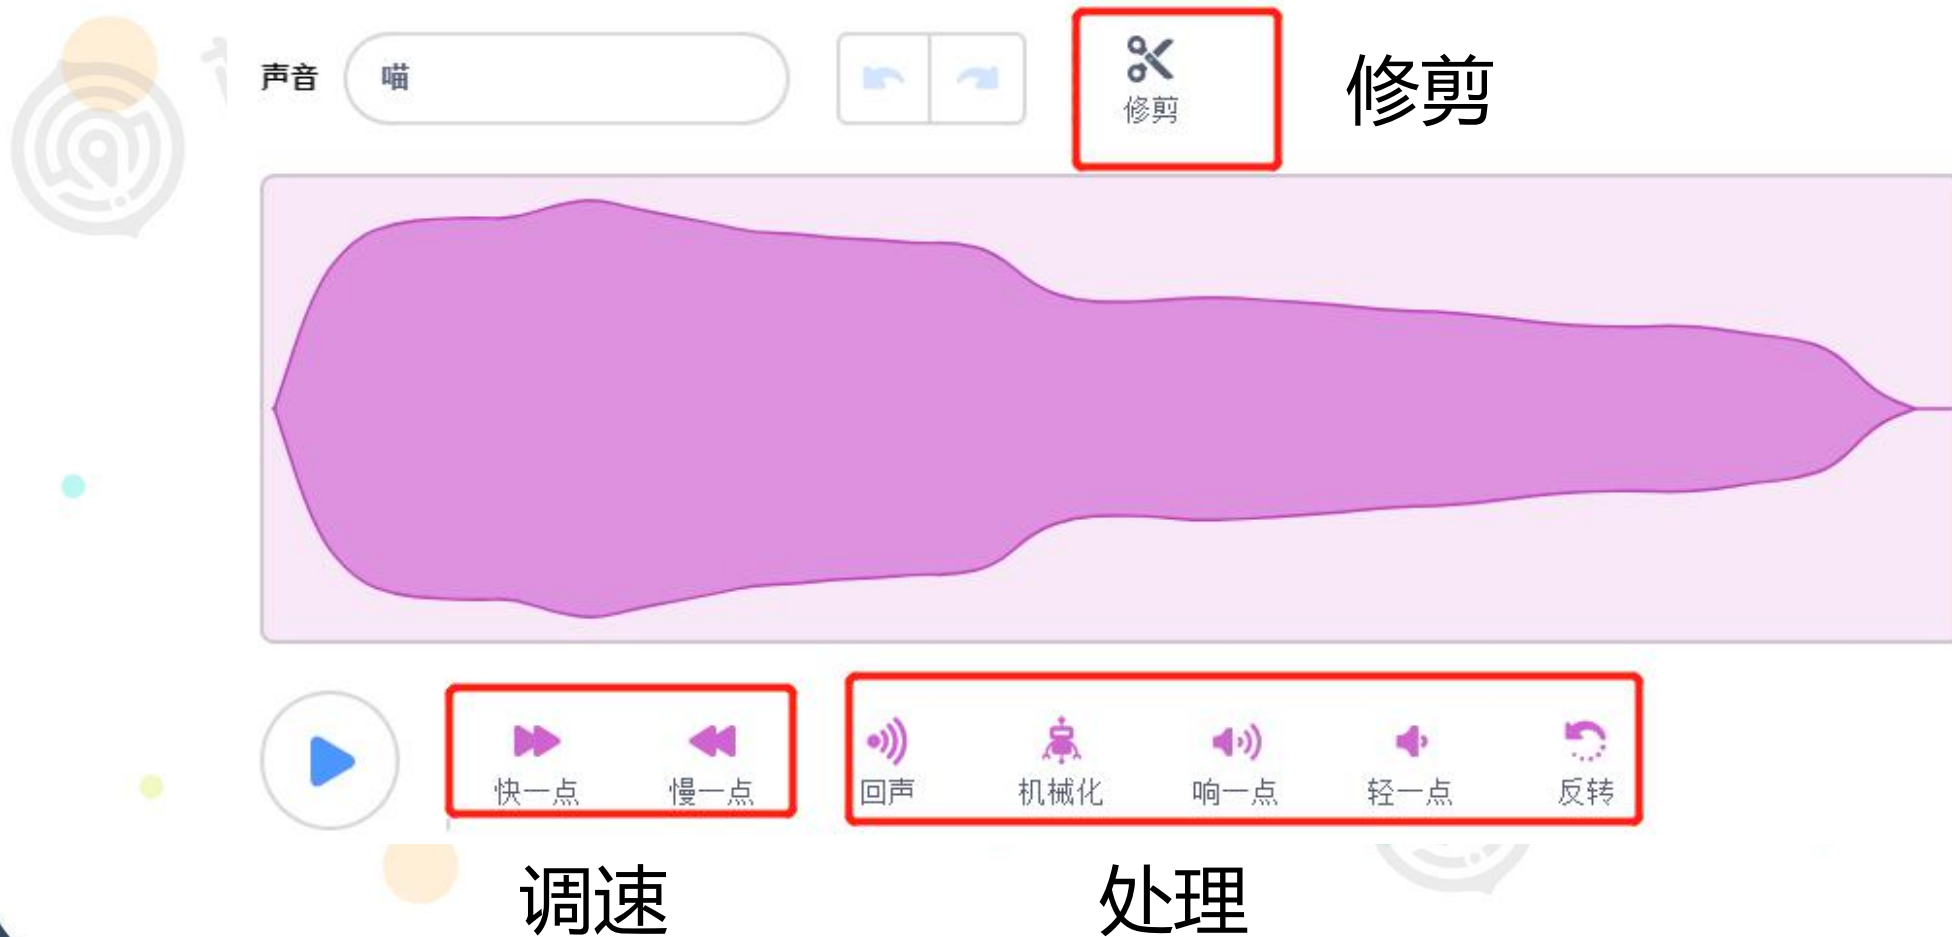 声音 喵
修剪 修剪
快一点 慢一点 回声 机械化 响一点 轻一点 反转
调速 处理